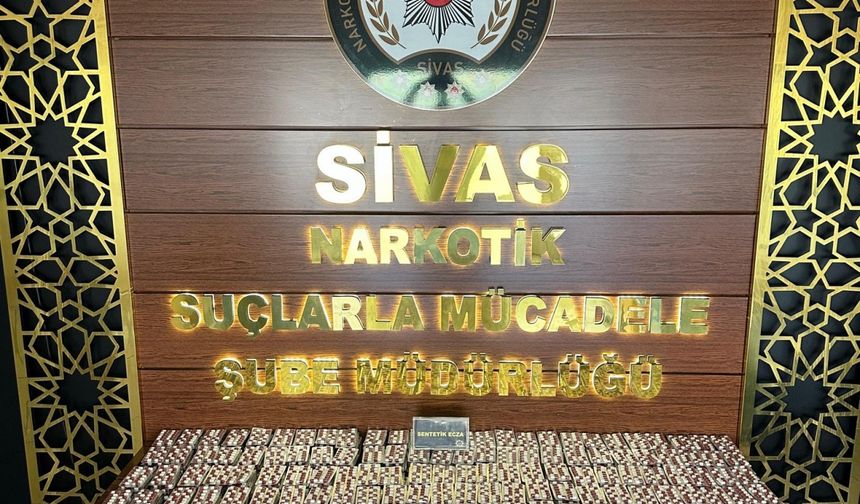 SİVAS
SİVAS
NARKOTİK
SUÇLARLA MÜCADELE
ŞUBE MÜDÜRLÜĞÜ
SENTETİK ECZA